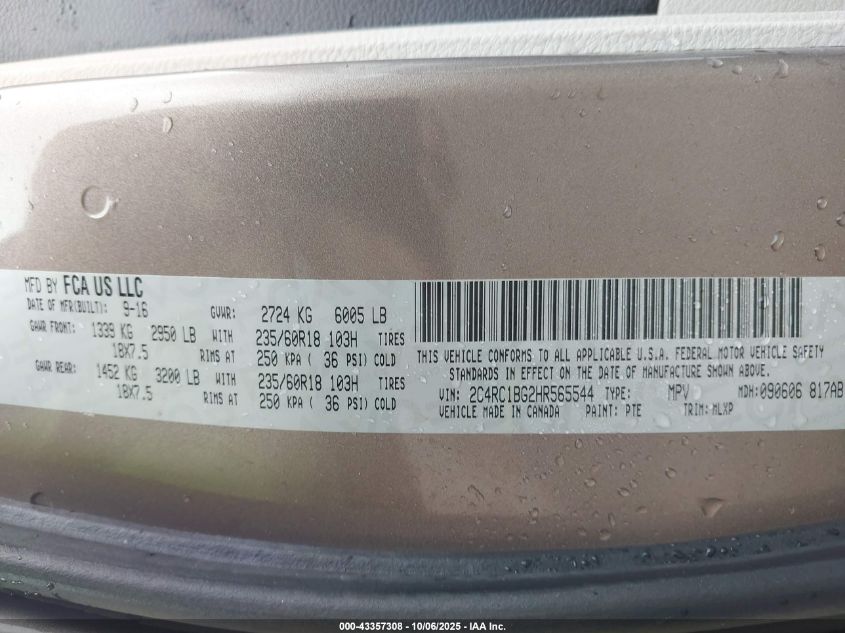 MFD BY FCA US LLC
DATE OF MFR(BUILT): 9-16 GVWR: 2724 KG 6005 LB
GAWR FRONT: 1339 KG 2950 LB WITH 235/60R18 103H TIRES
18X7.5 RIMS AT 250 KPA ( 36 PSI) COLD
GAWR REAR: 1452 KG 3200 LB WITH 235/60R18 103H TIRES
18X7.5 RIMS AT 250 KPA ( 36 PSI) COLD
THIS VEHICLE CONFORMS TO ALL APPLICABLE U.S.A. FEDERAL MOTOR VEHICLE SAFETY
STANDARDS IN EFFECT ON THE DATE OF MANUFACTURE SHOWN ABOVE.
VIN: 2C4RC1BG2HR565544 TYPE: MPV MDH:090606 817AB
VEHICLE MADE IN CANADA PAINT: PTE TRIM: MLXP
000-43357308 - 10/06/2025 - IAA Inc.